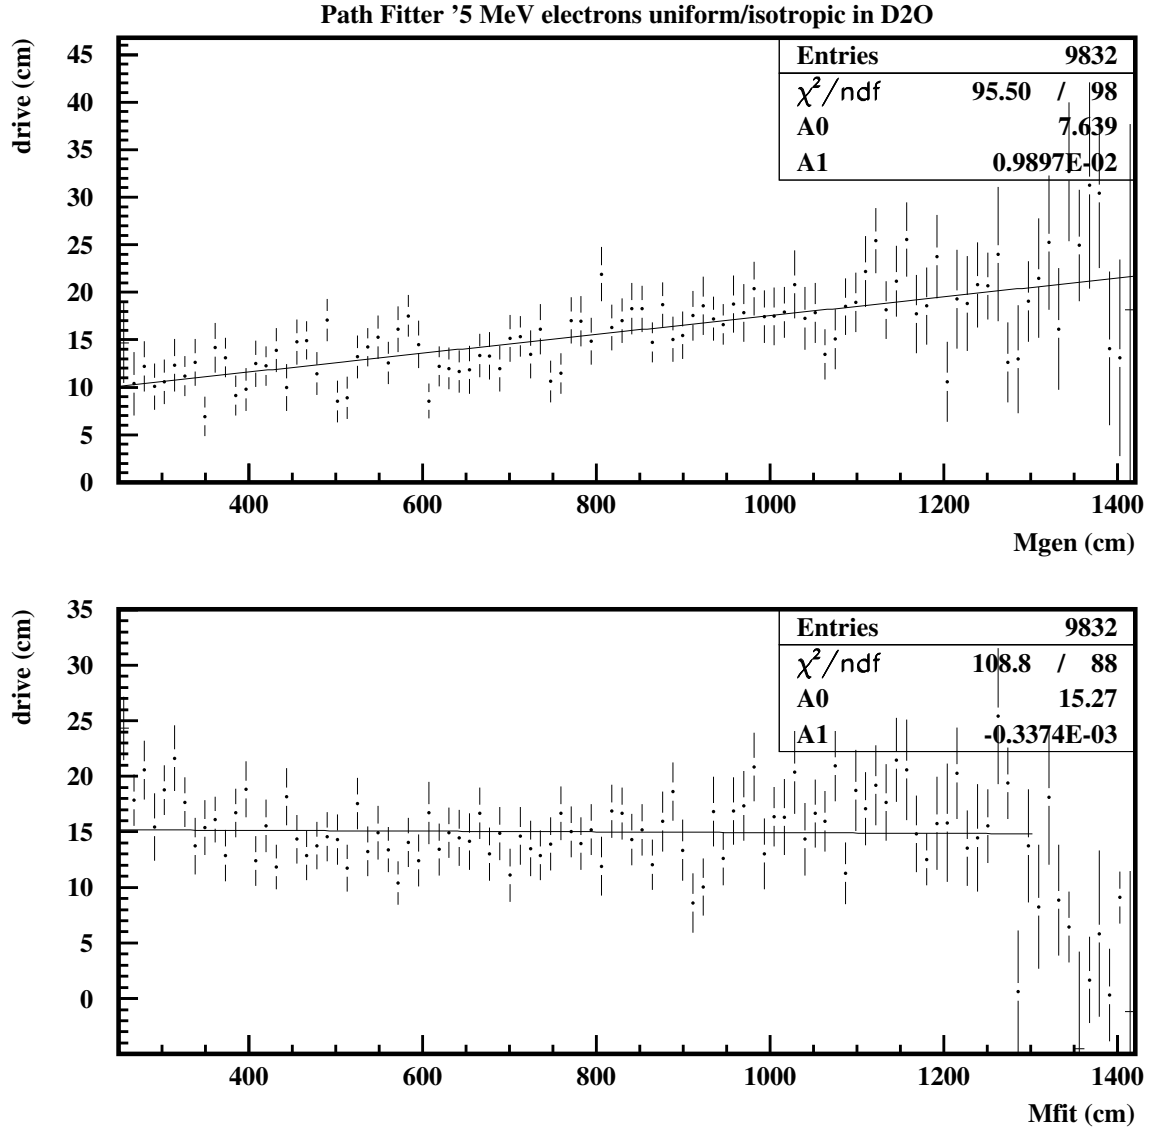 Path Fitter '5 MeV electrons uniform/isotropic in D2O
drive (cm)
45
40
35
30
25
20
15
10
5
0
Entries 9832
χ²/ndf 95.50 / 98
A0 7.639
A1 0.9897E-02
400 600 800 1000 1200 1400
Mgen (cm)
drive (cm)
35
30
25
20
15
10
5
0
Entries 9832
χ²/ndf 108.8 / 88
A0 15.27
A1 -0.3374E-03
400 600 800 1000 1200 1400
Mfit (cm)